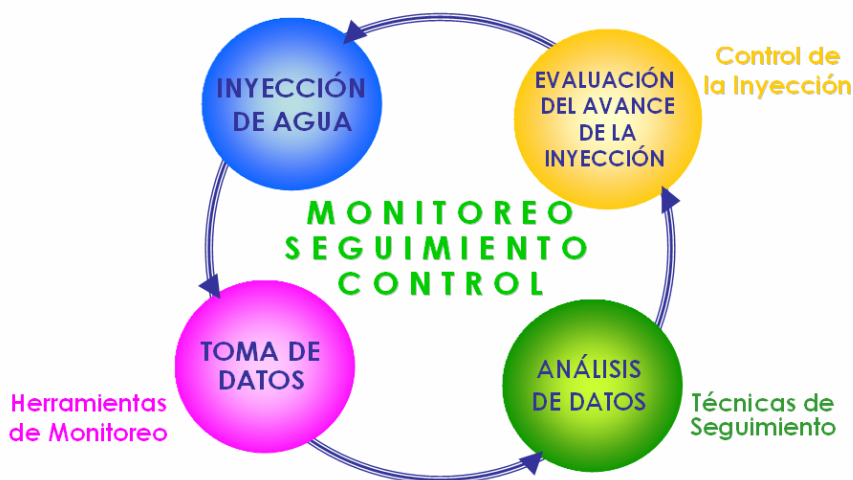 INYECCIÓN
DE AGUA
EVALUACIÓN
DEL AVANCE
DE LA
INYECCIÓN
Control de
la Inyección
MONITOREO
SEGUIMIENTO
CONTROL
TOMA DE
DATOS
Herramientas
de Monitoreo
ANÁLISIS
DE DATOS
Técnicas de
Seguimiento